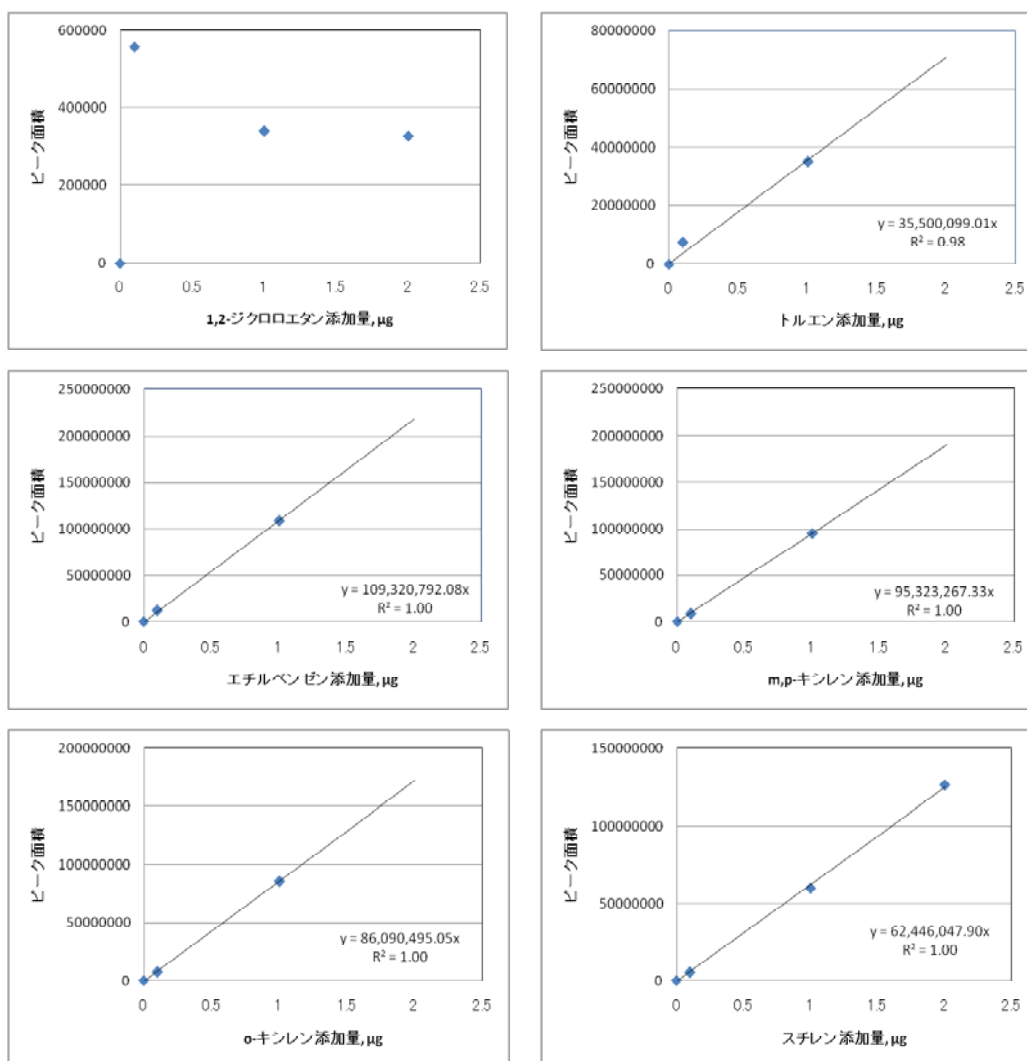 600000
400000
200000
0
ピーク面積
0 0.5 1 1.5 2 2.5
1,2-ジクロロエタン添加量, μg
80000000
60000000
40000000
20000000
0
ピーク面積
y = 35,500,099.01x
R² = 0.98
0 0.5 1 1.5 2 2.5
トルエン添加量, μg
250000000
200000000
150000000
100000000
50000000
0
ピーク面積
y = 109,320,792.08x
R² = 1.00
0 0.5 1 1.5 2 2.5
エチルベンゼン添加量, μg
250000000
200000000
150000000
100000000
50000000
0
ピーク面積
y = 95,323,267.33x
R² = 1.00
0 0.5 1 1.5 2 2.5
m,p-キシレン添加量, μg
200000000
150000000
100000000
50000000
0
ピーク面積
y = 86,090,495.05x
R² = 1.00
0 0.5 1 1.5 2 2.5
o-キシレン添加量, μg
150000000
100000000
50000000
0
ピーク面積
y = 62,446,047.90x
R² = 1.00
0 0.5 1 1.5 2 2.5
スチレン添加量, μg